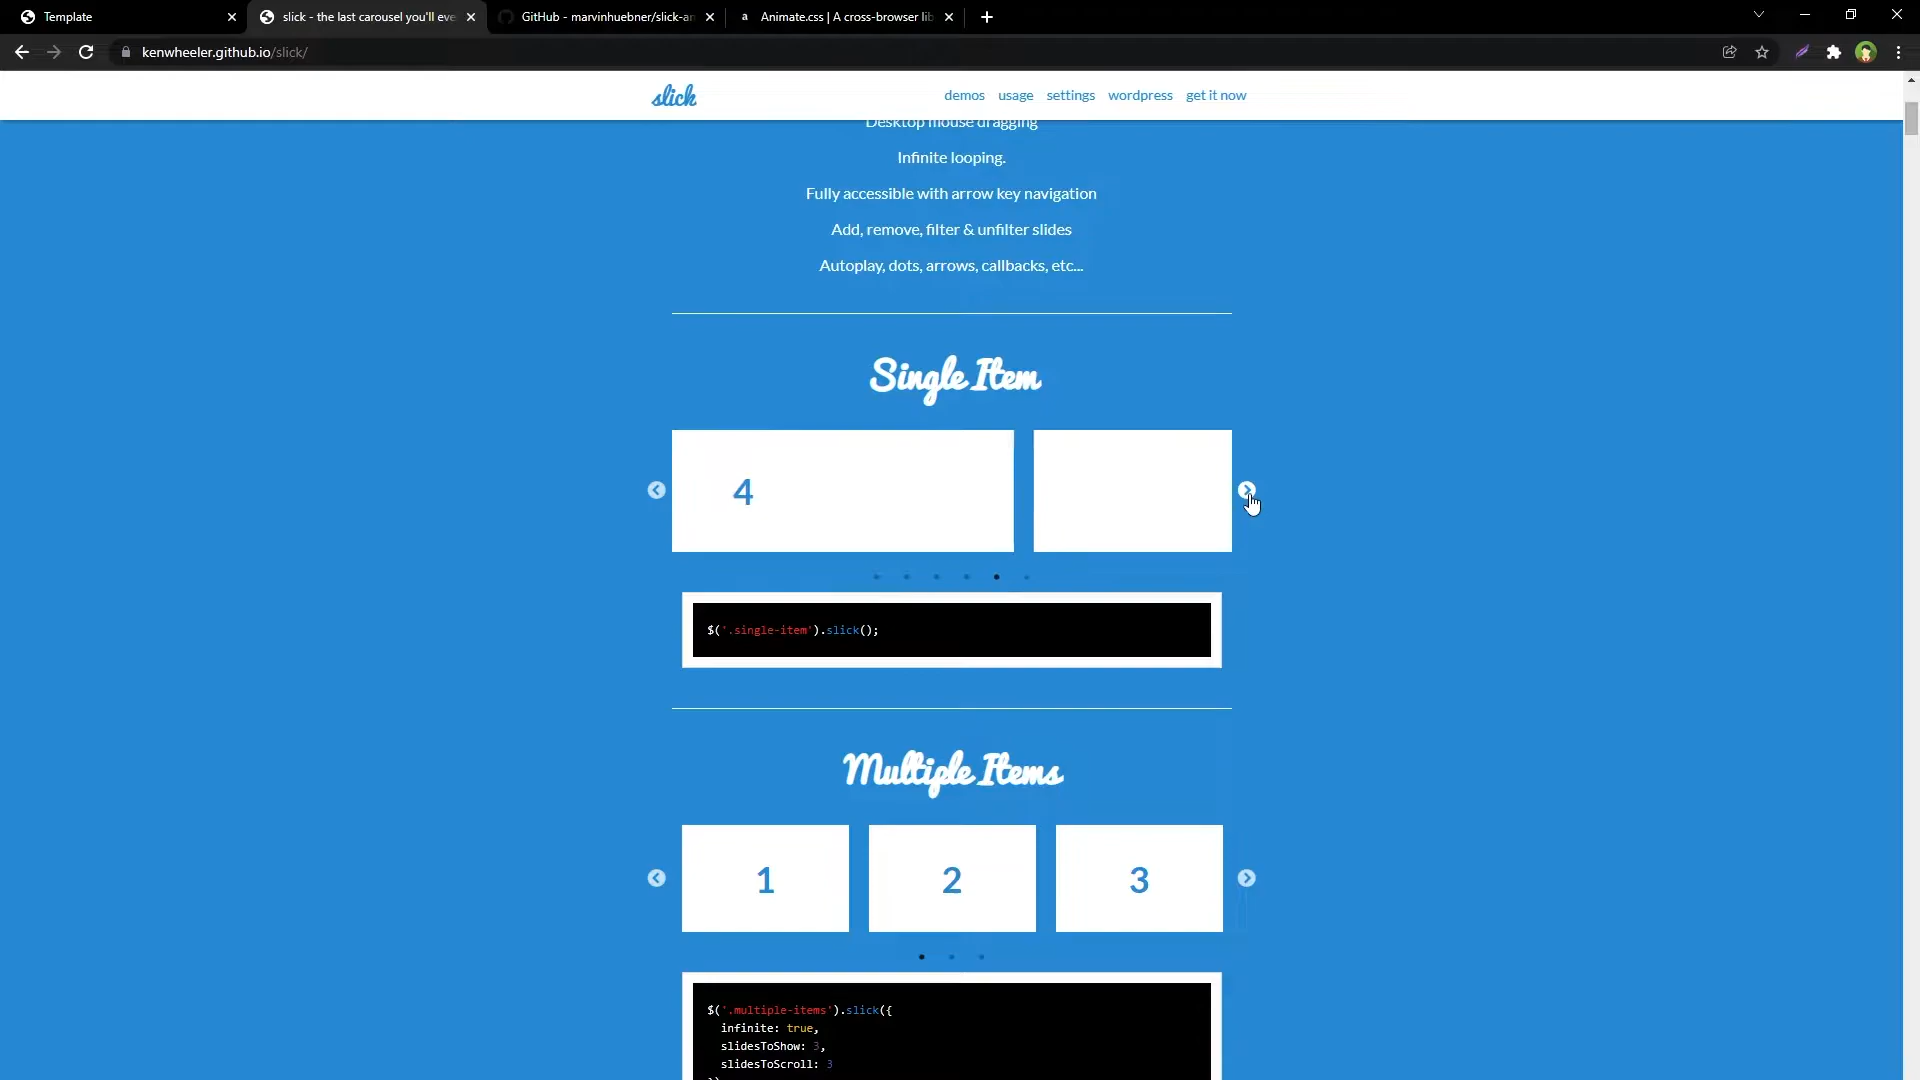 Template
slick - the last carousel you'll eve
GitHub - marvinhuebner/slick-an
a Animate.css | A cross-browser lib
kenwheeler.github.io/slick/
slick
demos usage settings wordpress get it now
Desktop mouse dragging
Infinite looping.
Fully accessible with arrow key navigation
Add, remove, filter & unfilter slides
Autoplay, dots, arrows, callbacks, etc...
Single Item
4
$('.single-item').slick();
Multiple Items
1 2 3
$('.multiple-items').slick({
infinite: true,
slidesToShow: 3,
slidesToScroll: 3